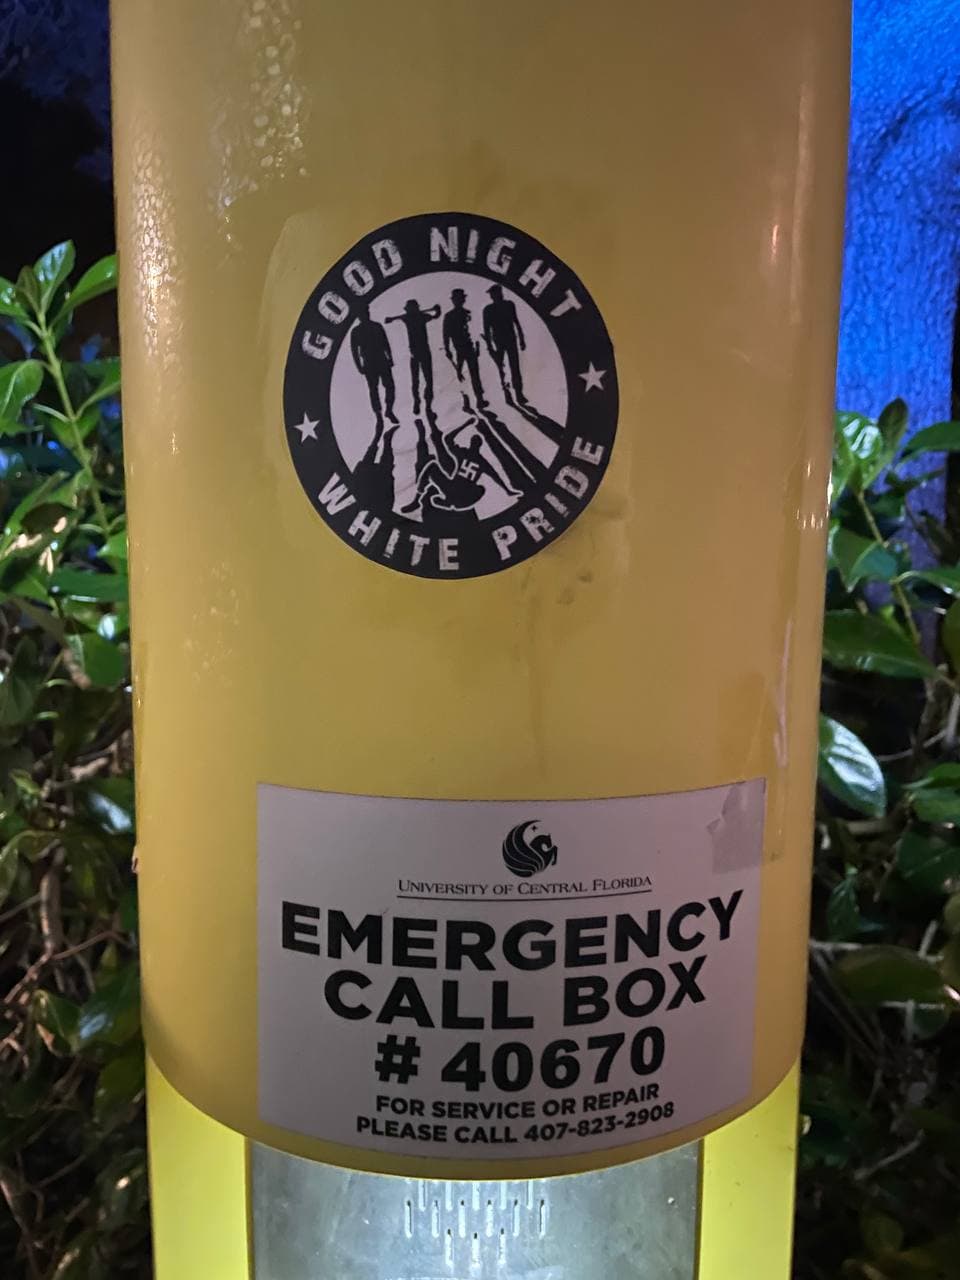 GOOD NIGHT
WHITE PRIDE
UNIVERSITY OF CENTRAL FLORIDA
EMERGENCY
CALL BOX
# 40670
FOR SERVICE OR REPAIR
PLEASE CALL 407-823-2908